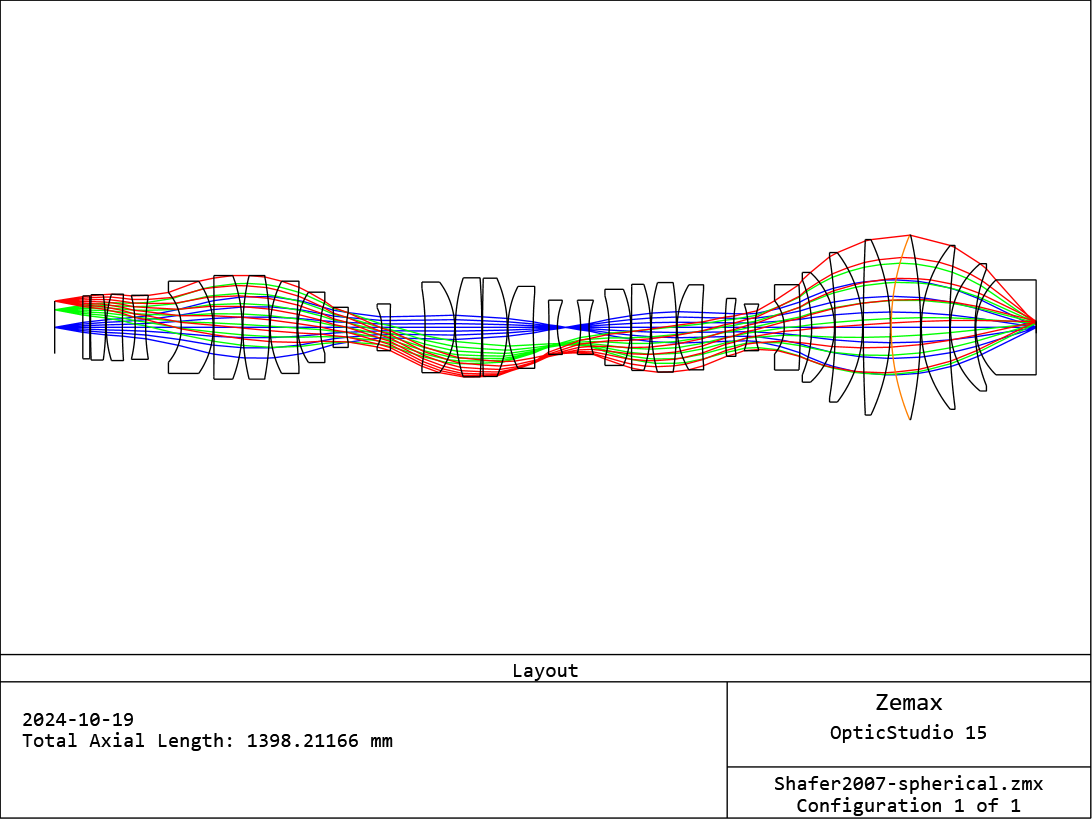 Layout
2024-10-19
Total Axial Length: 1398.21166 mm
Zemax
OpticStudio 15
Shafer2007-spherical.zmx
Configuration 1 of 1